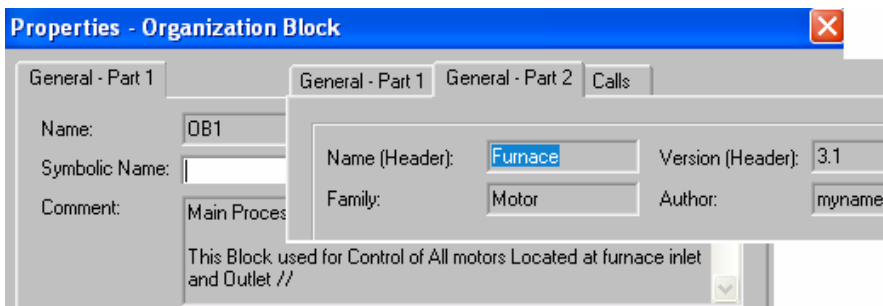 Properties - Organization Block
General - Part 1
General - Part 1 General - Part 2 Calls
Name: OB1
Symbolic Name:
Comment: Main Proces
This Block used for Control of All motors Located at furnace inlet
and Outlet //
Name (Header): Furnace Version (Header): 3.1
Family: Motor Author: myname